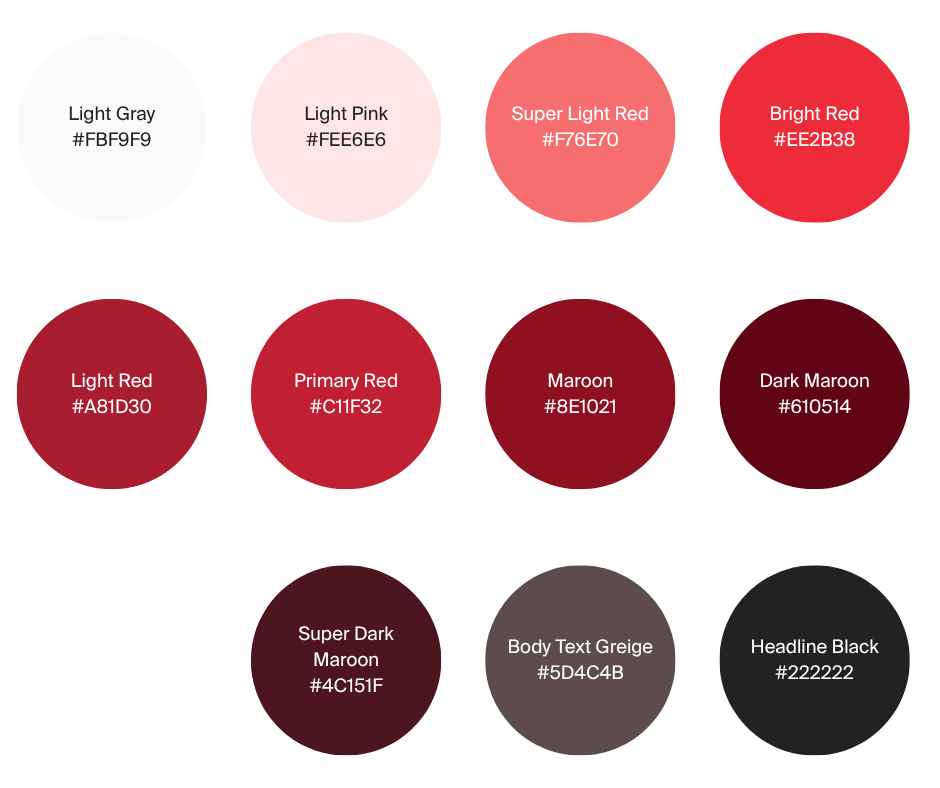 Light Gray
#FBF9F9
Light Pink
#FEE6E6
Super Light Red
#F76E70
Bright Red
#EE2B38
Light Red
#A81D30
Primary Red
#C11F32
Maroon
#8E1021
Dark Maroon
#610514
Super Dark
Maroon
#4C151F
Body Text Greige
#5D4C4B
Headline Black
#222222